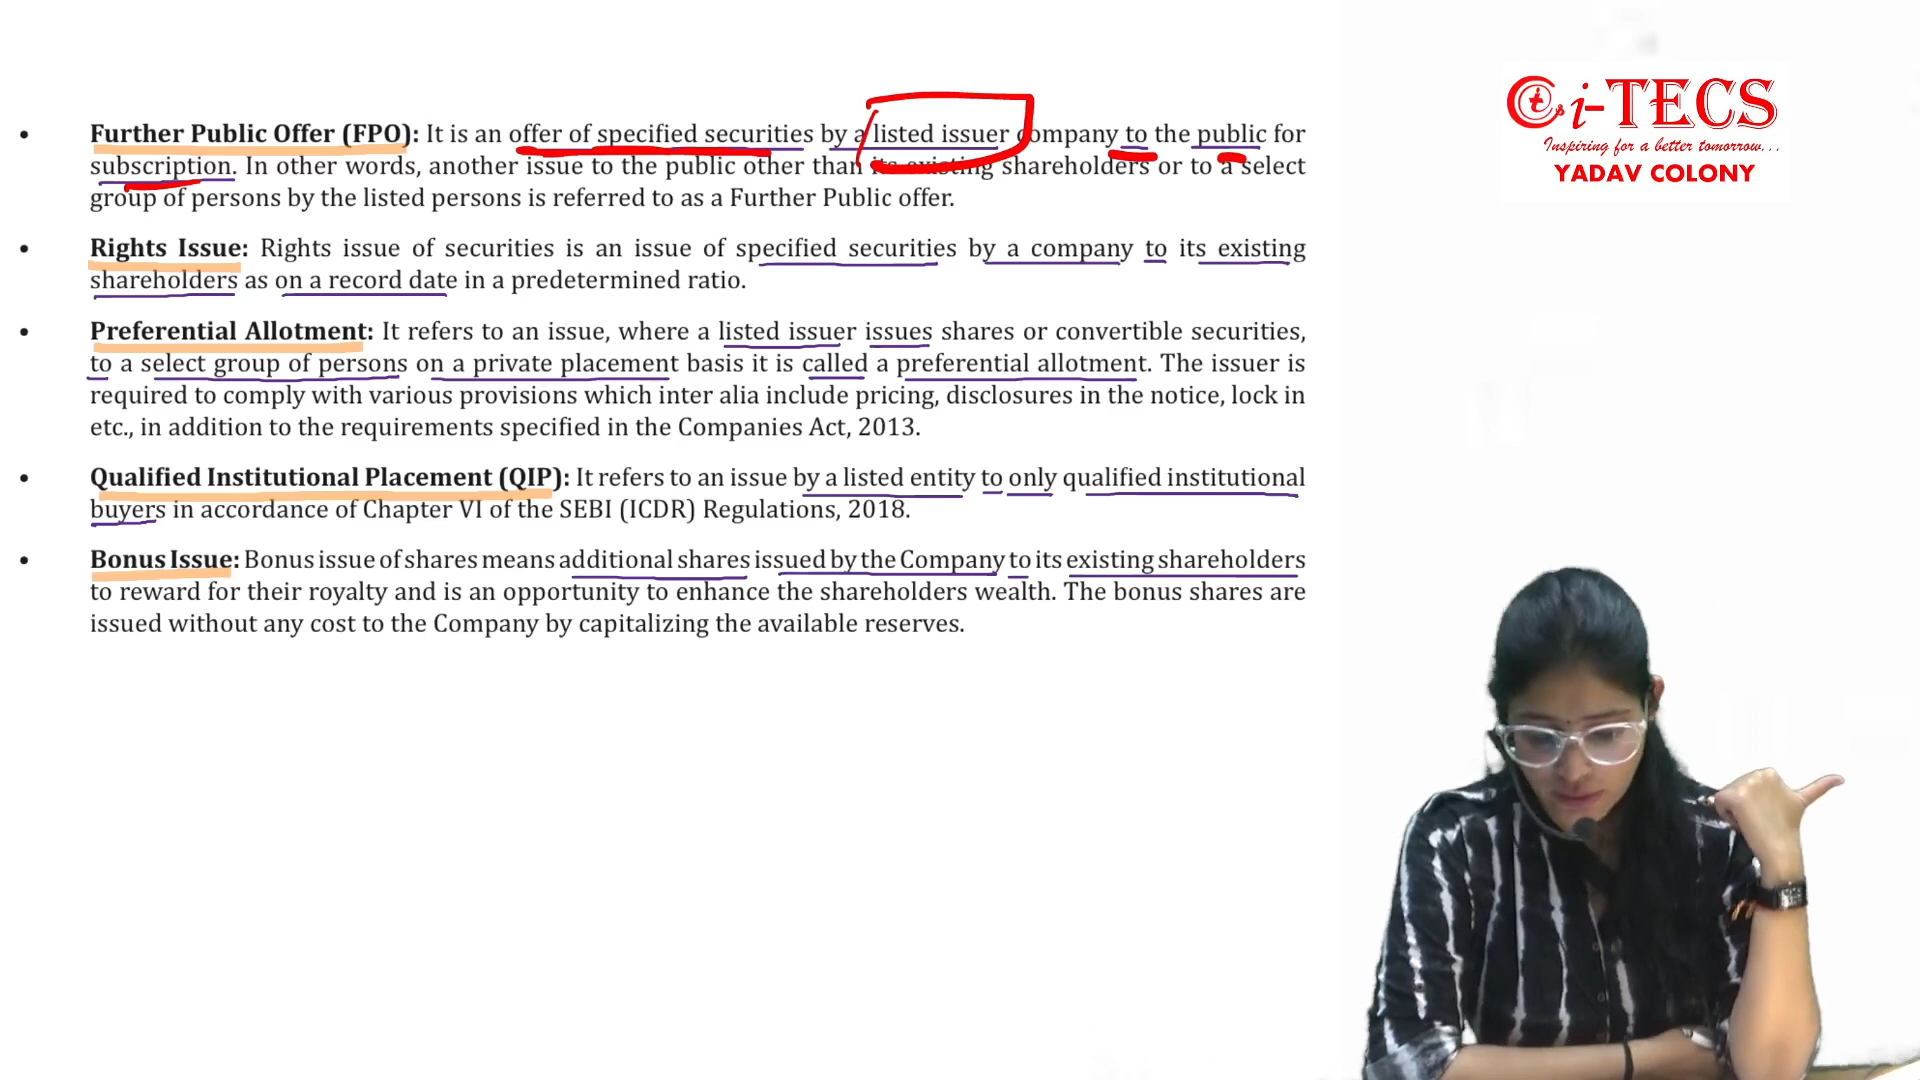 • Further Public Offer (FPO): It is an offer of specified securities by a listed issuer company to the public for
subscription. In other words, another issue to the public other than its existing shareholders or to a select
group of persons by the listed persons is referred to as a Further Public offer.
• Rights Issue: Rights issue of securities is an issue of specified securities by a company to its existing
shareholders as on a record date in a predetermined ratio.
• Preferential Allotment: It refers to an issue, where a listed issuer issues shares or convertible securities,
to a select group of persons on a private placement basis it is called a preferential allotment. The issuer is
required to comply with various provisions which inter alia include pricing, disclosures in the notice, lock in
etc., in addition to the requirements specified in the Companies Act, 2013.
• Qualified Institutional Placement (QIP): It refers to an issue by a listed entity to only qualified institutional
buyers in accordance of Chapter VI of the SEBI (ICDR) Regulations, 2018.
• Bonus Issue: Bonus issue of shares means additional shares issued by the Company to its existing shareholders
to reward for their royalty and is an opportunity to enhance the shareholders wealth. The bonus shares are
issued without any cost to the Company by capitalizing the available reserves.
i-TECS
Inspiring for a better tomorrow...
YADAV COLONY